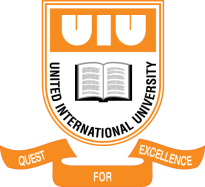 UIU
UNITED INTERNATIONAL UNIVERSITY
QUEST
FOR
EXCELLENCE